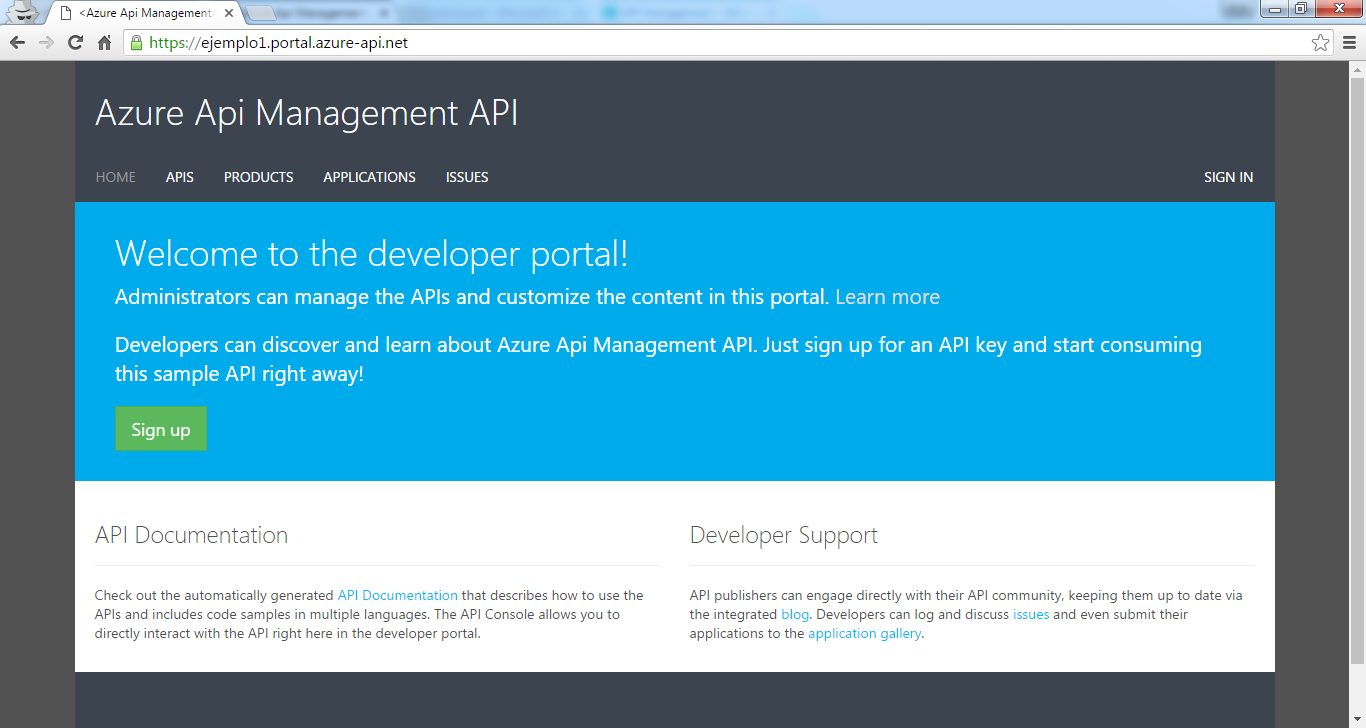 <Azure Api Management
Api Management
https://ejemplo1.portal.azure-api.net
Azure Api Management API
HOME APIS PRODUCTS APPLICATIONS ISSUES SIGN IN
Welcome to the developer portal!
Administrators can manage the APIs and customize the content in this portal. Learn more
Developers can discover and learn about Azure Api Management API. Just sign up for an API key and start consuming
this sample API right away!
Sign up
API Documentation
Check out the automatically generated API Documentation that describes how to use the
APIs and includes code samples in multiple languages. The API Console allows you to
directly interact with the API right here in the developer portal.
Developer Support
API publishers can engage directly with their API community, keeping them up to date via
the integrated blog. Developers can log and discuss issues and even submit their
applications to the application gallery.